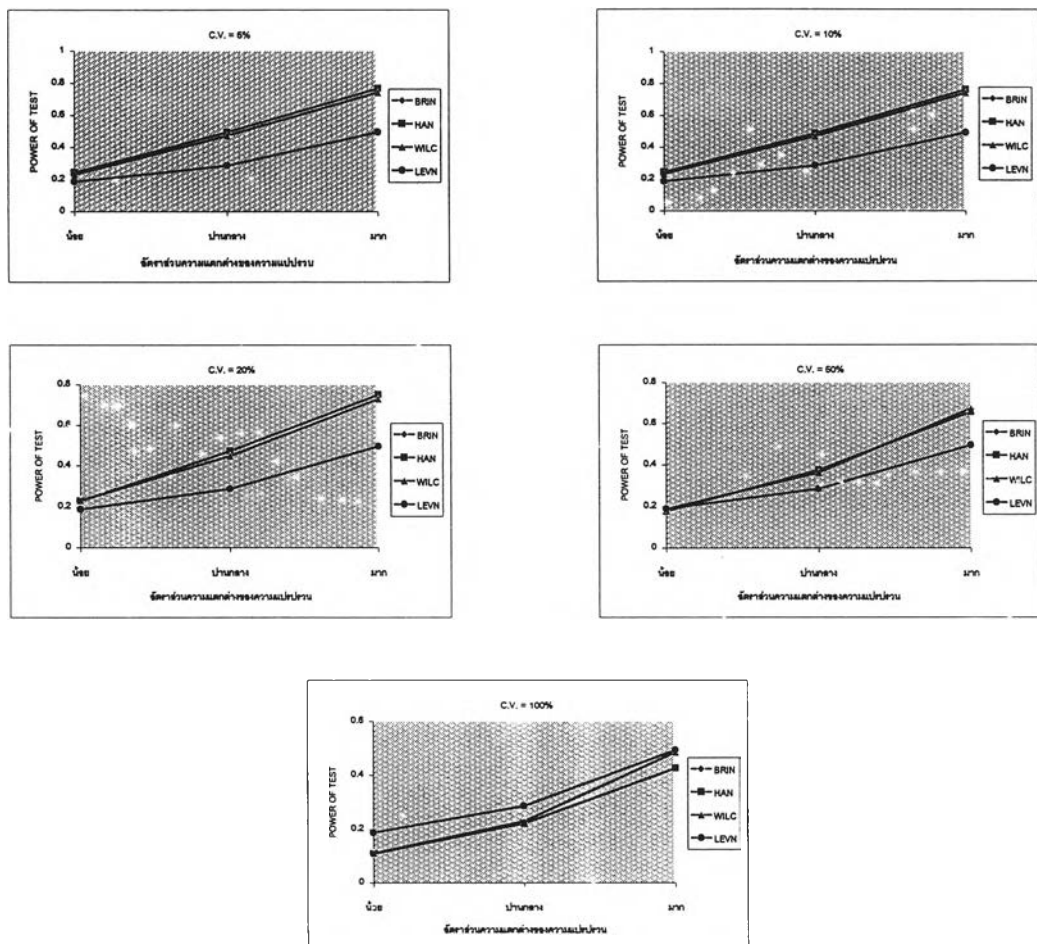 C.V. = 5%
POWER OF TEST
1
0.8
0.6
0.4
0.2
0
น้อย
ปานกลาง
มาก
อัตราส่วนความแตกต่างของความแปรปรวน
BRIN
HAN
WILC
LEVN
C.V. = 10%
POWER OF TEST
1
0.8
0.6
0.4
0.2
0
น้อย
ปานกลาง
มาก
อัตราส่วนความแตกต่างของความแปรปรวน
BRIN
HAN
WILC
LEVN
C.V. = 20%
POWER OF TEST
0.8
0.6
0.4
0.2
0
น้อย
ปานกลาง
มาก
อัตราส่วนความแตกต่างของความแปรปรวน
BRIN
HAN
WILC
LEVN
C.V. = 50%
POWER OF TEST
0.8
0.6
0.4
0.2
0
น้อย
ปานกลาง
มาก
อัตราส่วนความแตกต่างของความแปรปรวน
BRIN
HAN
WILC
LEVN
C.V. = 100%
POWER OF TEST
0.6
0.4
0.2
0
น้อย
ปานกลาง
มาก
อัตราส่วนความแตกต่างของความแปรปรวน
BRIN
HAN
WILC
LEVN